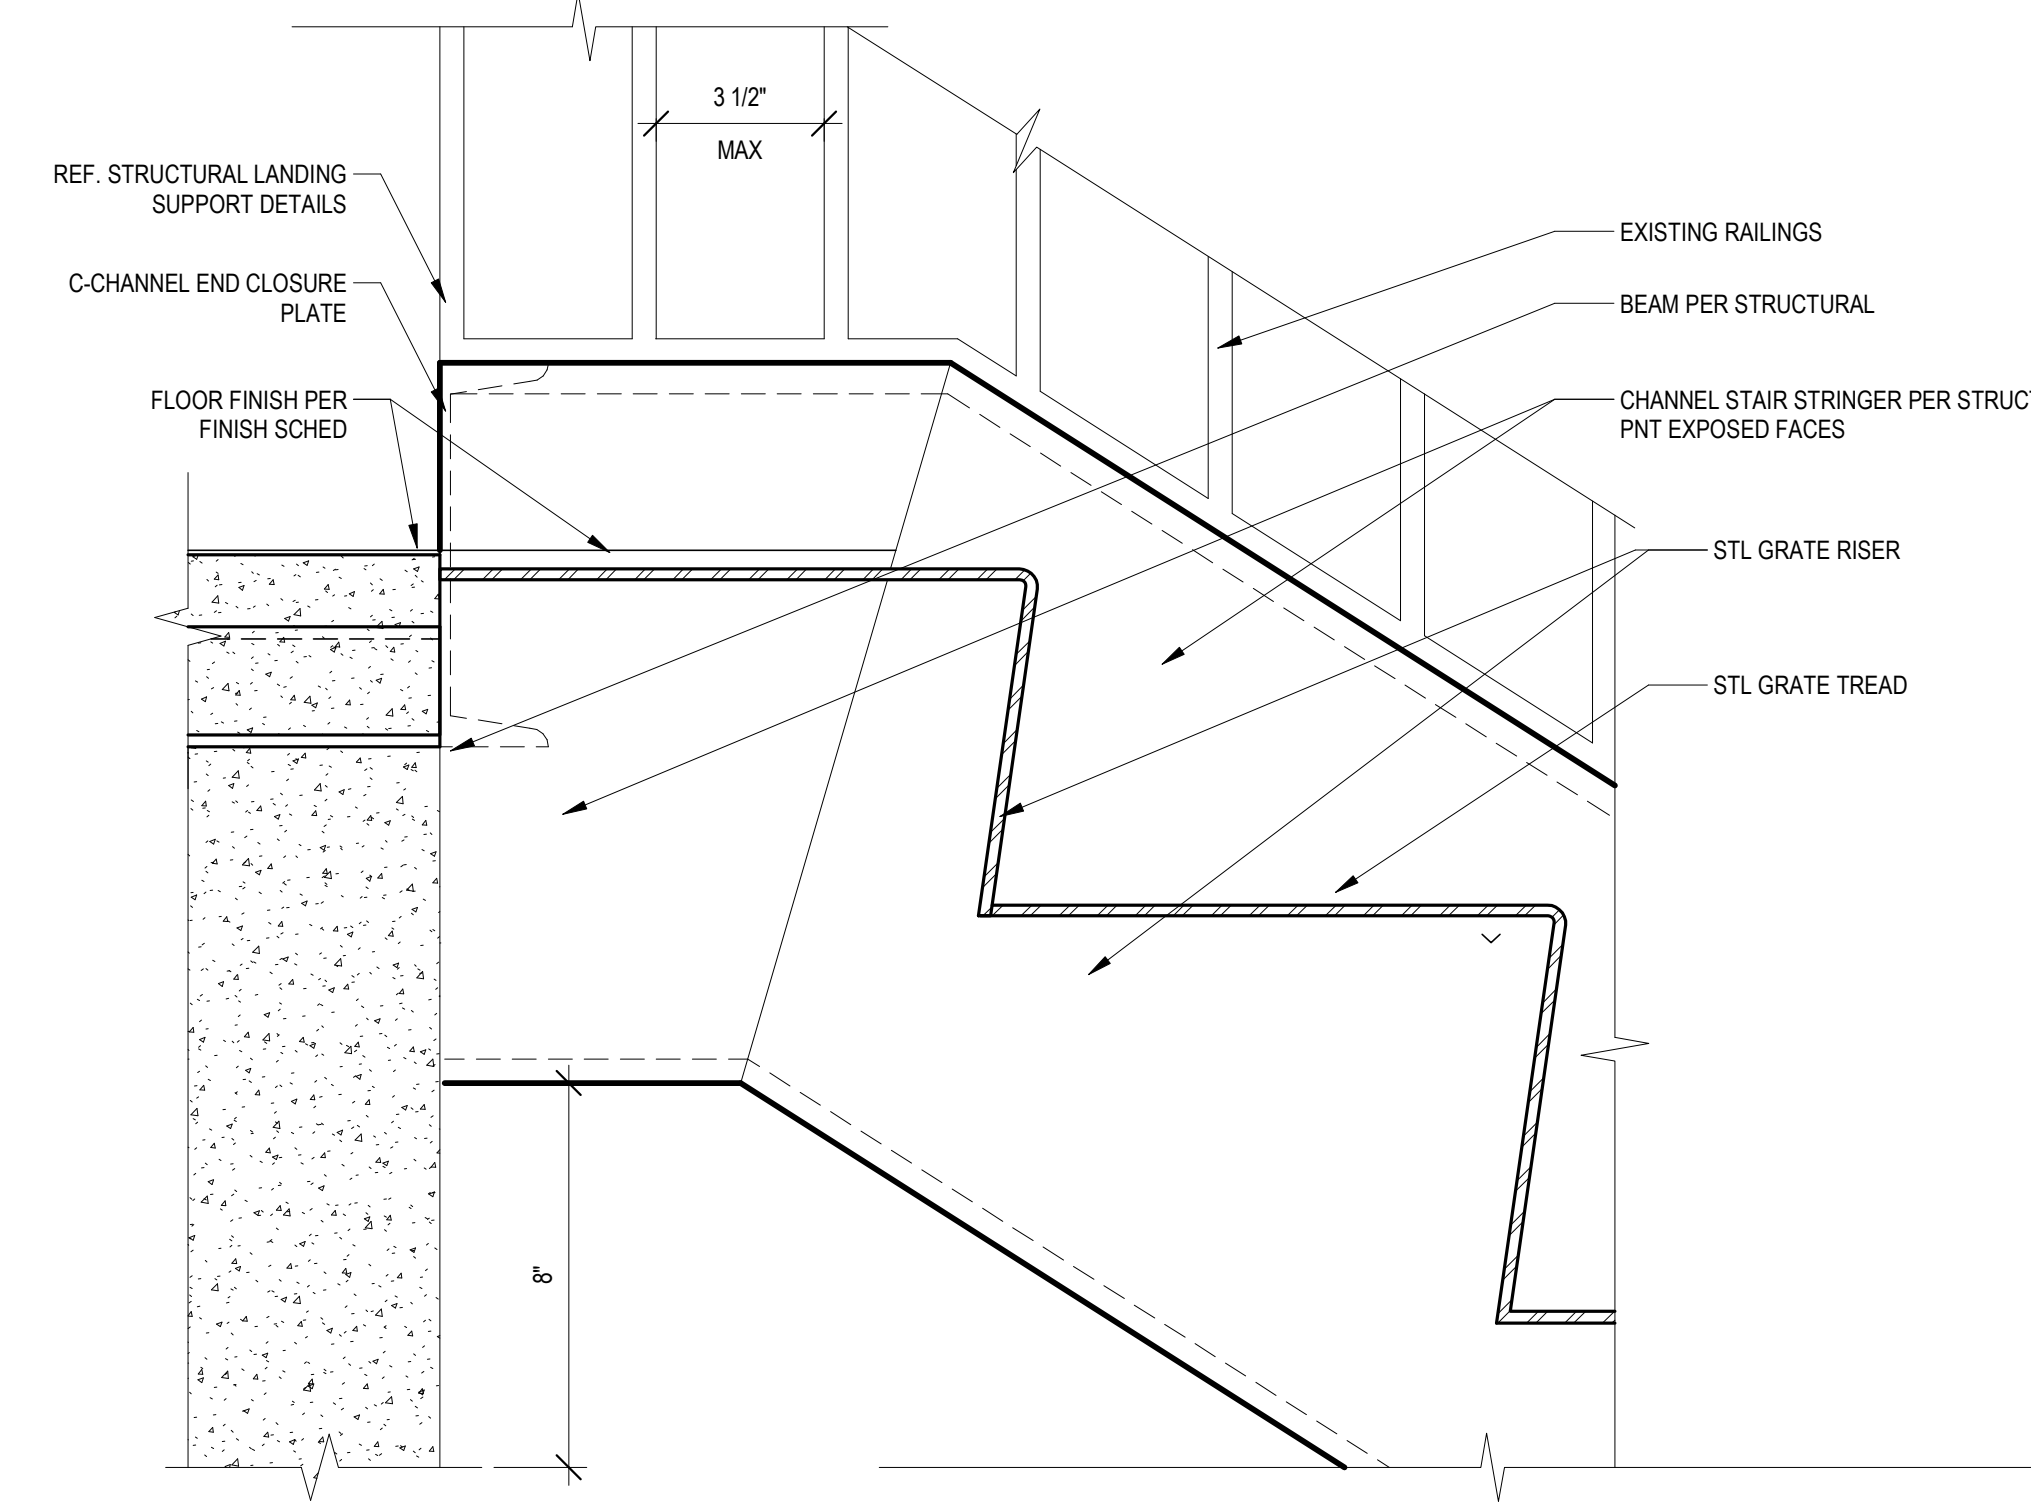 3 1/2"
MAX
REF. STRUCTURAL LANDING
SUPPORT DETAILS
C-CHANNEL END CLOSURE
PLATE
FLOOR FINISH PER
FINISH SCHED
EXISTING RAILINGS
BEAM PER STRUCTURAL
CHANNEL STAIR STRINGER PER STRUCT
PNT EXPOSED FACES
STL GRATE RISER
STL GRATE TREAD
8"